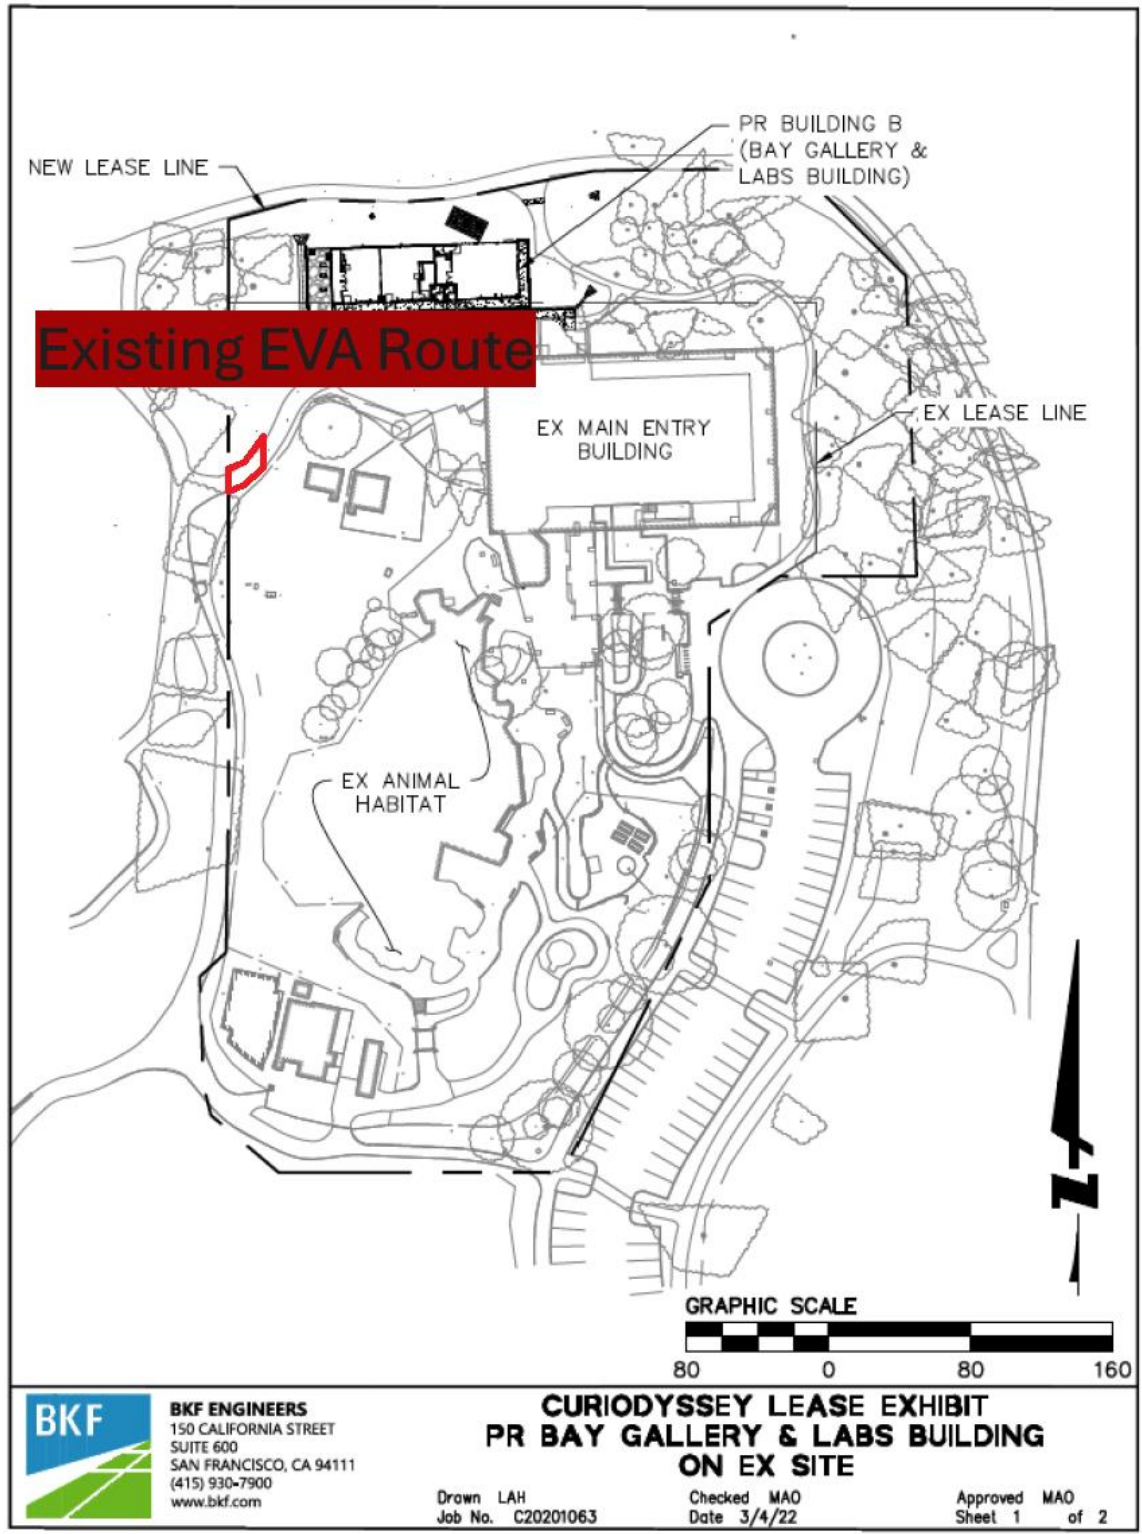 PR BUILDING B
(BAY GALLERY &
LABS BUILDING)
NEW LEASE LINE
Existing EVA Route
EX LEASE LINE
EX MAIN ENTRY
BUILDING
EX ANIMAL
HABITAT
Z
GRAPHIC SCALE
80 0 80 160
BKF
BKF ENGINEERS
150 CALIFORNIA STREET
SUITE 600
SAN FRANCISCO, CA 94111
(415) 930-7900
www.bkf.com
CURIODYSSEY LEASE EXHIBIT
PR BAY GALLERY & LABS BUILDING
ON EX SITE
Drawn LAH
Job No. C20201063
Checked MAO
Date 3/4/22
Approved MAO
Sheet 1 of 2